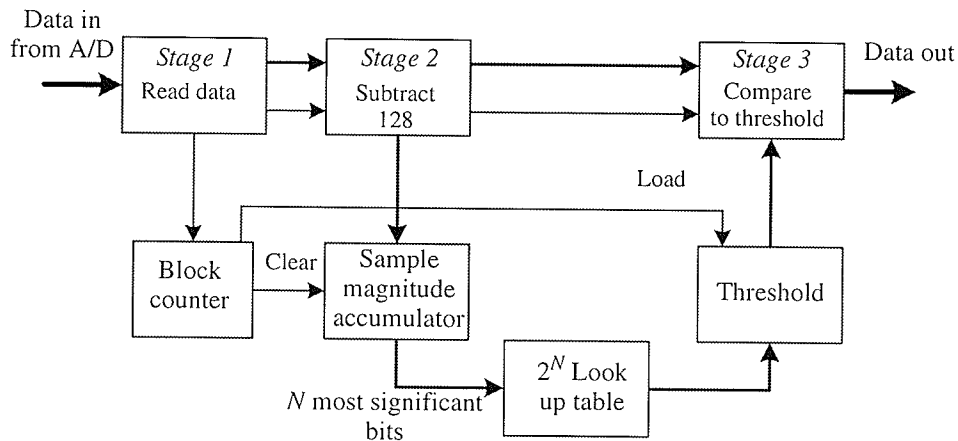 Data in
from A/D
Stage 1
Read data
Stage 2
Subtract
128
Stage 3
Compare
to threshold
Data out
Load
Block
counter
Clear
Sample
magnitude
accumulator
Threshold
N most significant
bits
2^N Look
up table